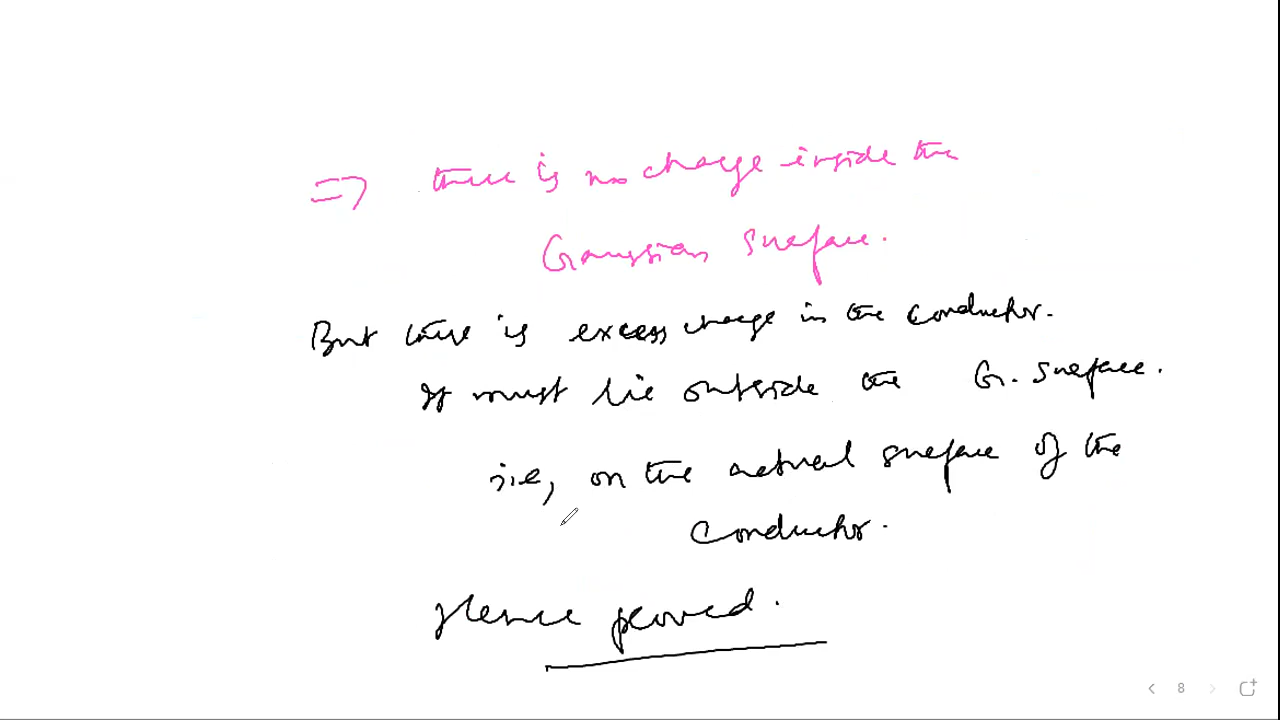 => there is no charge inside the
Gaussian surface.
But there is excess charge in the conductor.
It must lie outside the G. surface.
i.e, on the actual surface of the
conductor.
Hence proved.
8